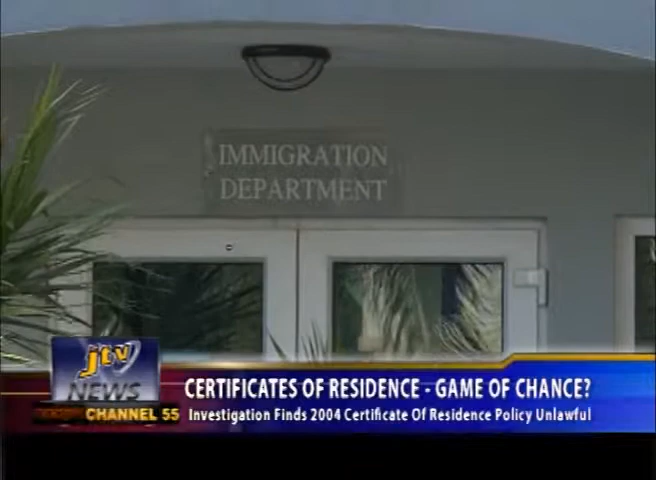 IMMIGRATION
DEPARTMENT
jtv
NEWS
CHANNEL 55
CERTIFICATES OF RESIDENCE - GAME OF CHANCE?
Investigation Finds 2004 Certificate Of Residence Policy Unlawful